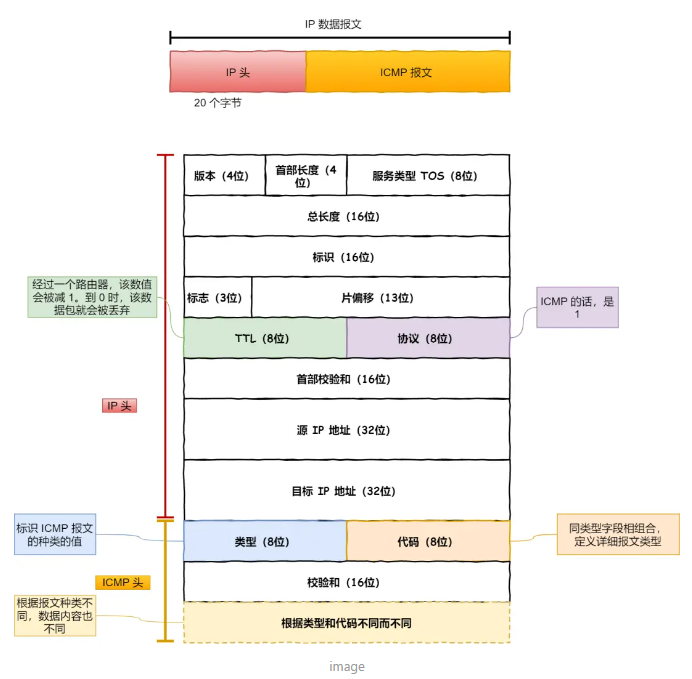 IP 数据报文
IP 头
ICMP 报文
20 个字节
版本（4位）
首部长度（4
位）
服务类型 TOS（8位）
总长度（16位）
标识（16位）
经过一个路由器，该数值
会被减 1。到 0 时，该数
据包就会被丢弃
标志（3位）
片偏移（13位）
ICMP 的话，是
1
TTL（8位）
协议（8位）
首部校验和（16位）
IP 头
源 IP 地址（32位）
目标 IP 地址（32位）
标识 ICMP 报文
的种类的值
类型（8位）
代码（8位）
同类型字段相组合，
定义详细报文类型
ICMP 头
校验和（16位）
根据报文种类不
同，数据内容也
不同
根据类型和代码不同而不同
image